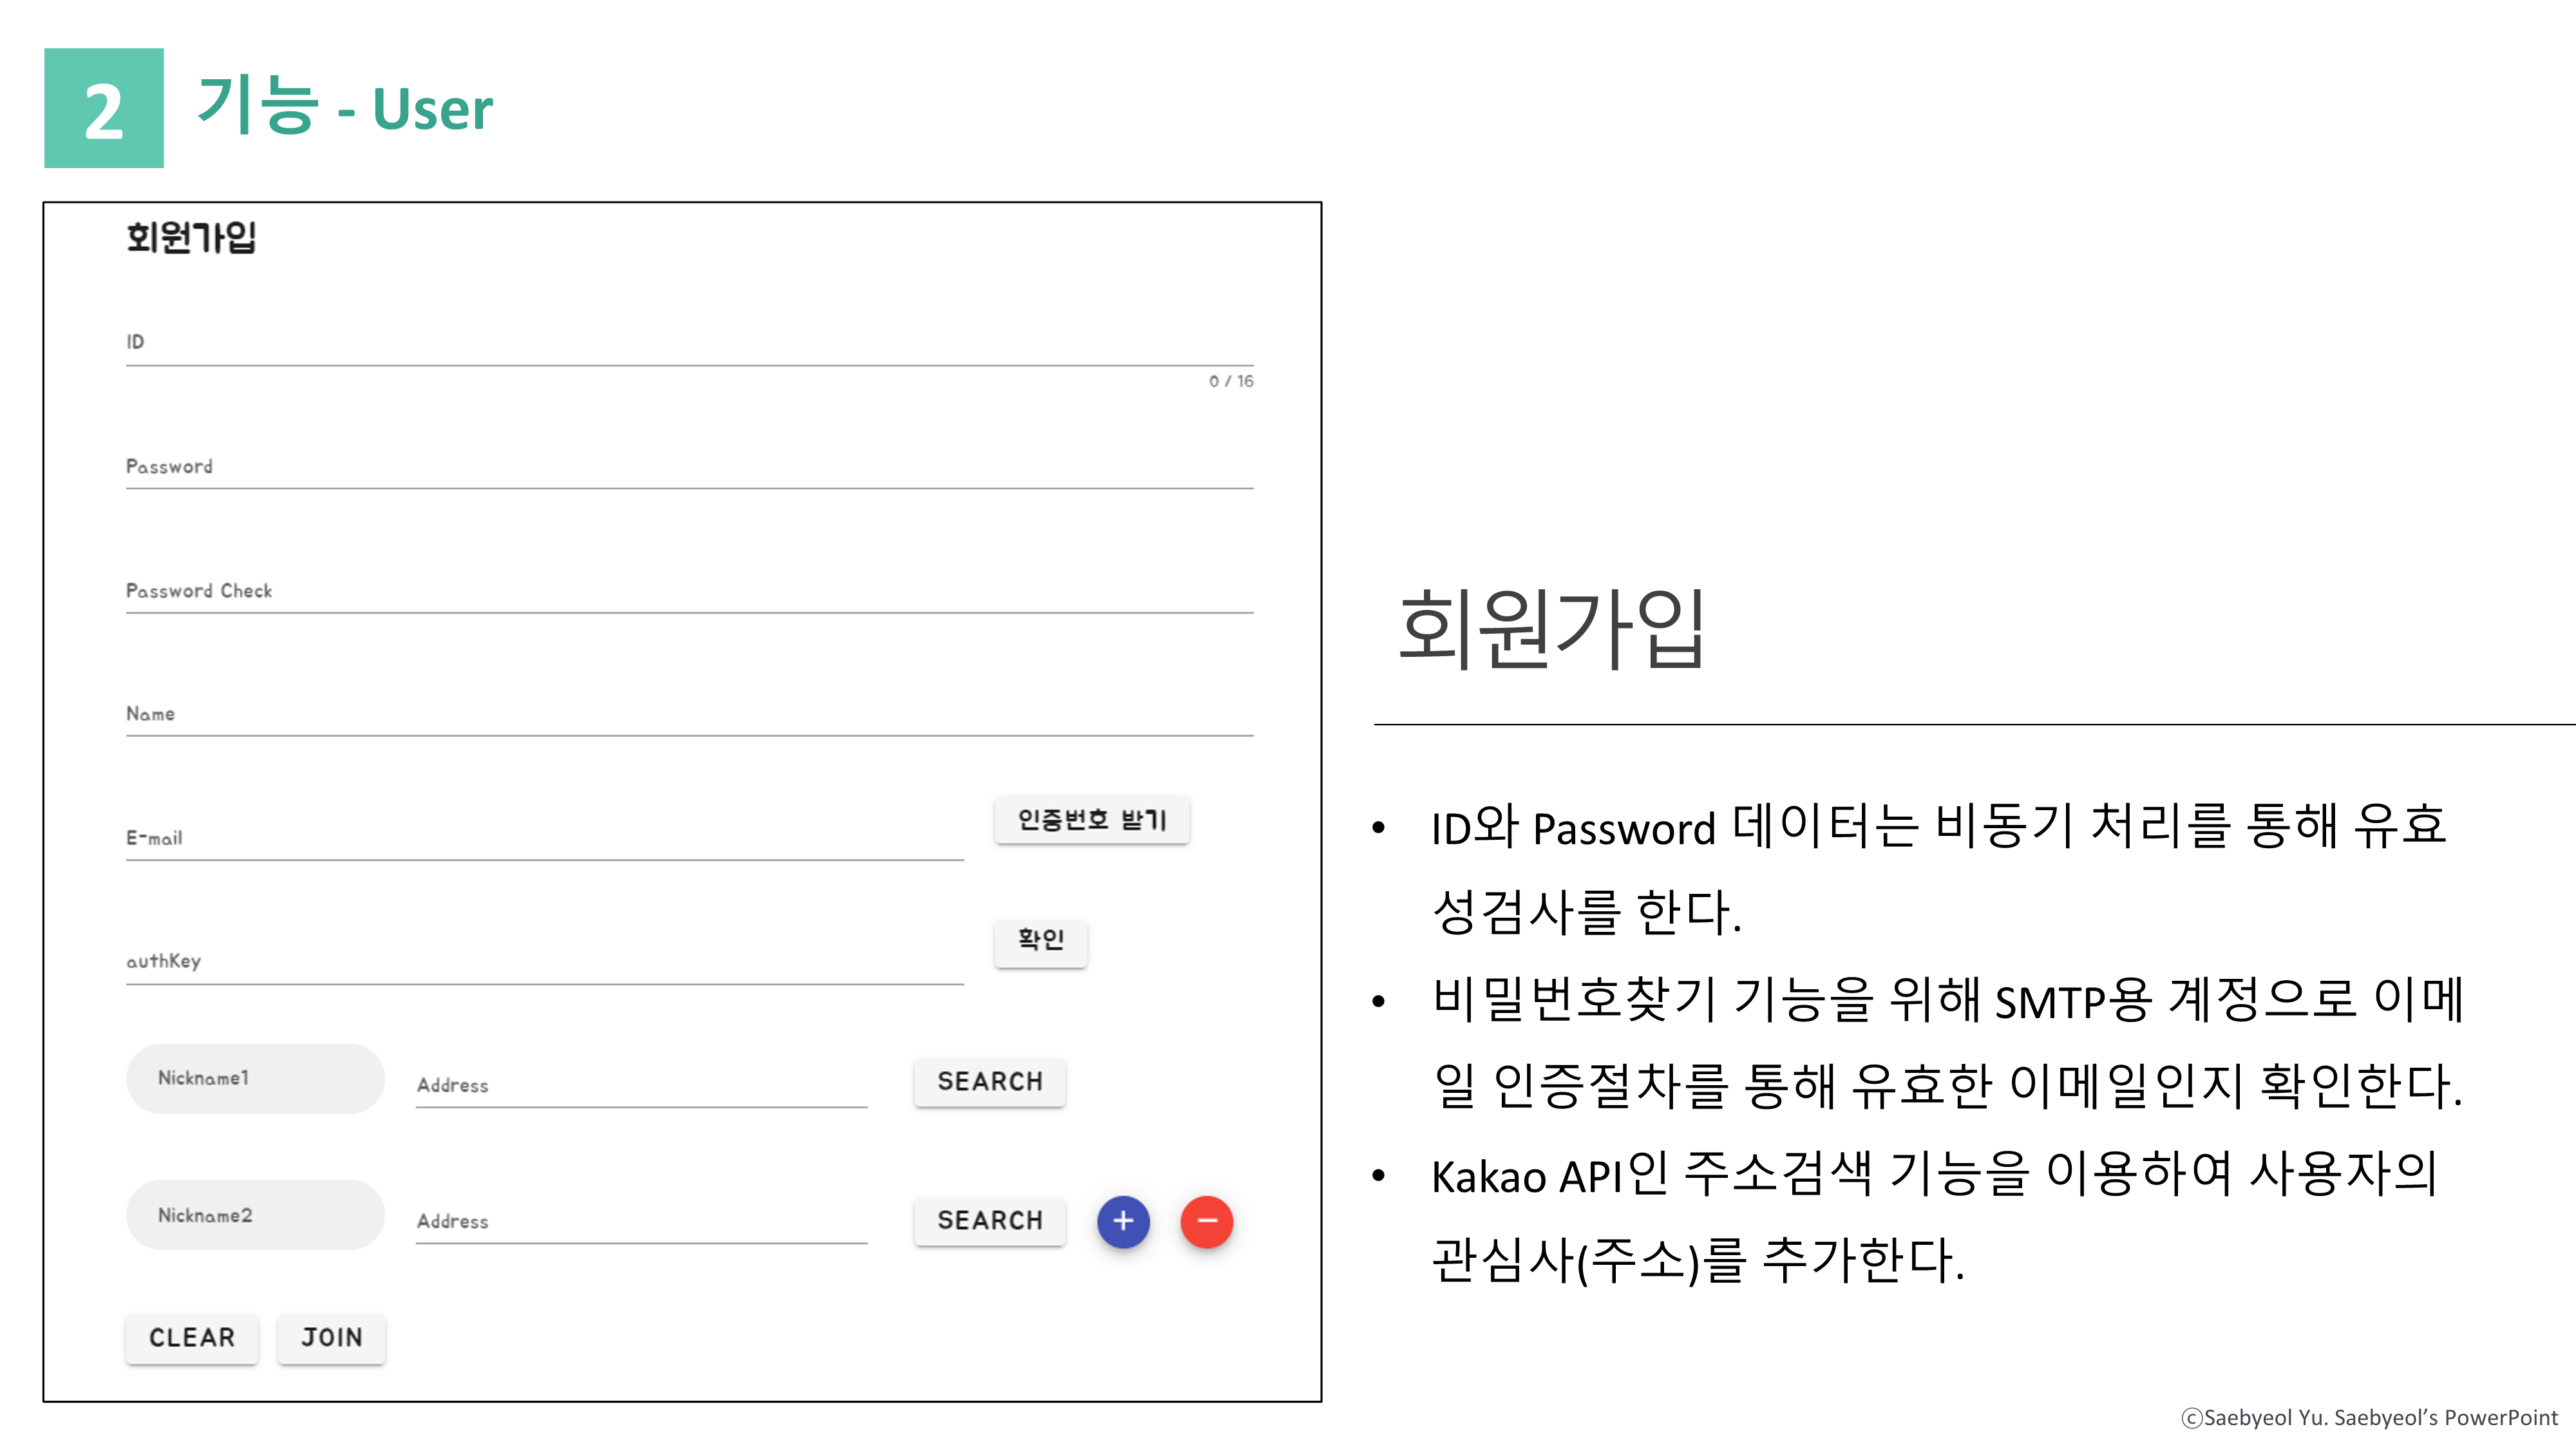 2
기능 - User
회원가입
ID
0 / 16
Password
Password Check
Name
E-mail
인증번호 받기
authKey
확인
Nickname1
Address
SEARCH
Nickname2
Address
SEARCH
+
−
CLEAR
JOIN
회원가입
• ID와 Password 데이터는 비동기 처리를 통해 유효
성검사를 한다.
• 비밀번호찾기 기능을 위해 SMTP용 계정으로 이메
일 인증절차를 통해 유효한 이메일인지 확인한다.
• Kakao API인 주소검색 기능을 이용하여 사용자의
관심사(주소)를 추가한다.
ⓒSaebyeol Yu. Saebyeol’s PowerPoint